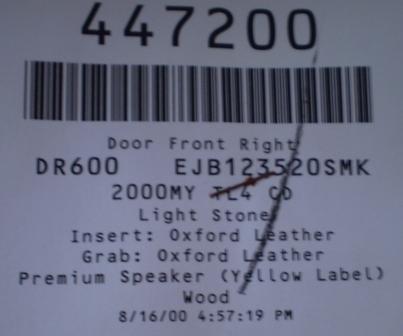 447200
Door Front Right
DR600 EJB123520SMK
2000MY TL4 CD
Light Stone
Insert: Oxford Leather
Grab: Oxford Leather
Premium Speaker (Yellow Label)
Wood
8/16/00 4:57:19 PM